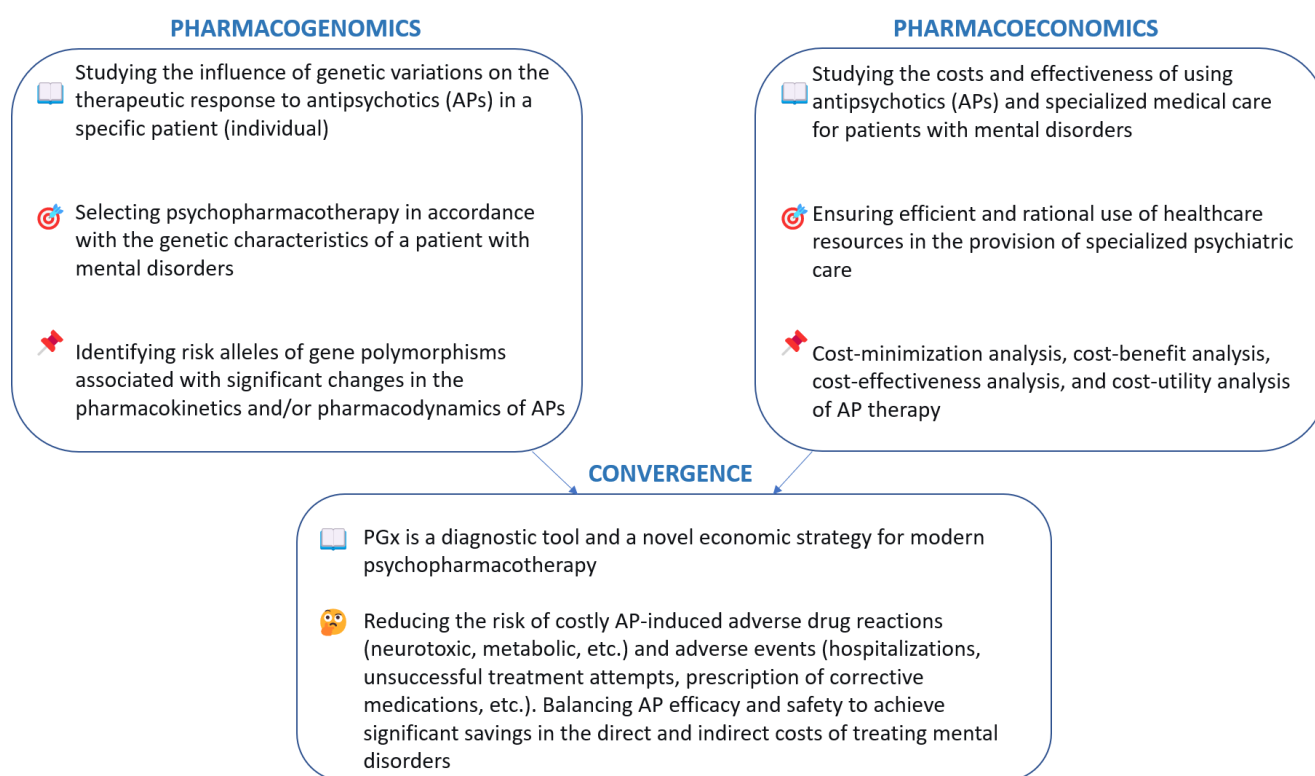 PHARMACOGENOMICS
Studying the influence of genetic variations on the
therapeutic response to antipsychotics (APs) in a
specific patient (individual)
Selecting psychopharmacotherapy in accordance
with the genetic characteristics of a patient with
mental disorders
Identifying risk alleles of gene polymorphisms
associated with significant changes in the
pharmacokinetics and/or pharmacodynamics of APs
PHARMACOECONOMICS
Studying the costs and effectiveness of using
antipsychotics (APs) and specialized medical care
for patients with mental disorders
Ensuring efficient and rational use of healthcare
resources in the provision of specialized psychiatric
care
Cost-minimization analysis, cost-benefit analysis,
cost-effectiveness analysis, and cost-utility analysis
of AP therapy
CONVERGENCE
PGx is a diagnostic tool and a novel economic strategy for modern
psychopharmacotherapy
Reducing the risk of costly AP-induced adverse drug reactions
(neurotoxic, metabolic, etc.) and adverse events (hospitalizations,
unsuccessful treatment attempts, prescription of corrective
medications, etc.). Balancing AP efficacy and safety to achieve
significant savings in the direct and indirect costs of treating mental
disorders